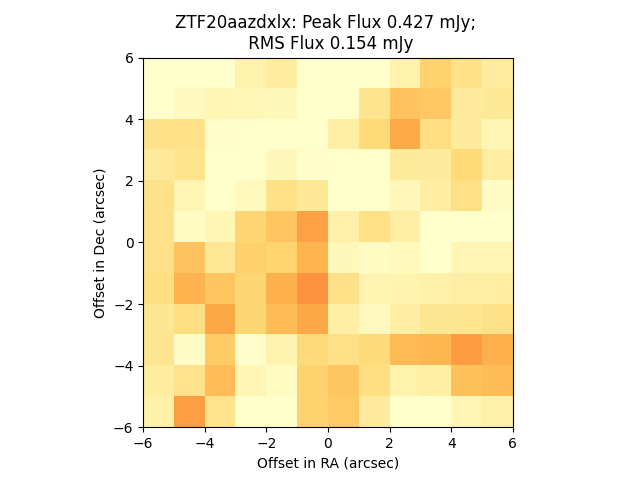 ZTF20aazdxlx: Peak Flux 0.427 mJy;
RMS Flux 0.154 mJy
6
4
2
0
−2
−4
−6
Offset in Dec (arcsec)
−6 −4 −2 0 2 4 6
Offset in RA (arcsec)